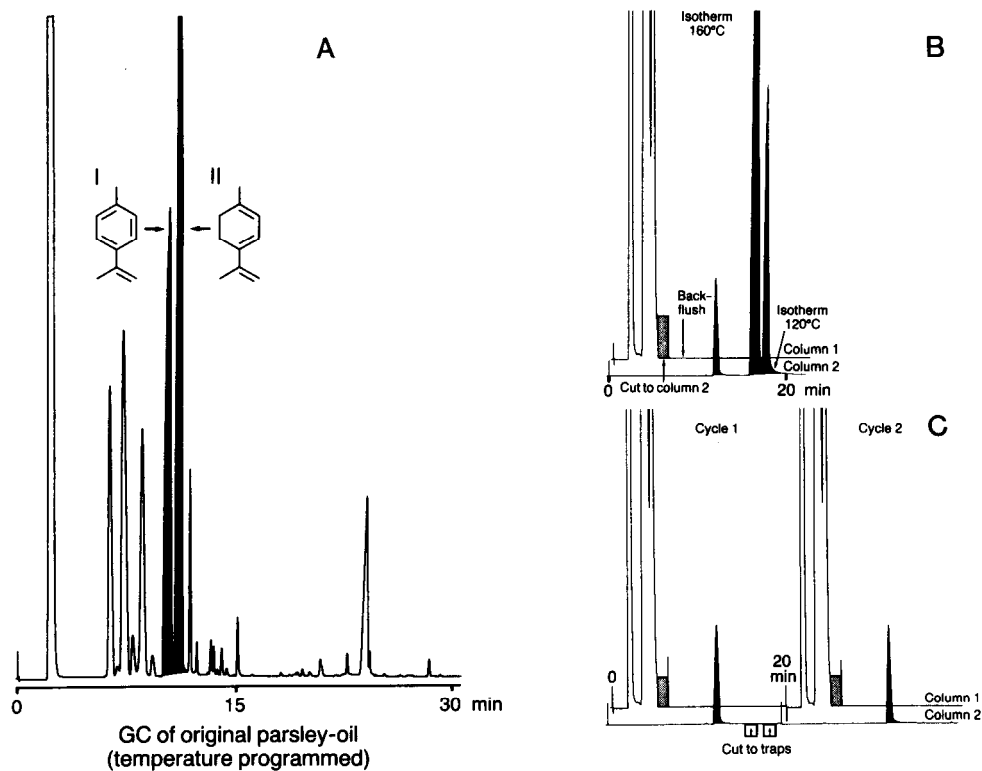 A
I
II
0
15
30
min
GC of original parsley-oil
(temperature programmed)
B
Isotherm
160°C
Back-
flush
Isotherm
120°C
Column 1
Column 2
Cut to column 2
0
20
min
C
Cycle 1
Cycle 2
0
20
min
Column 1
Column 2
Cut to traps